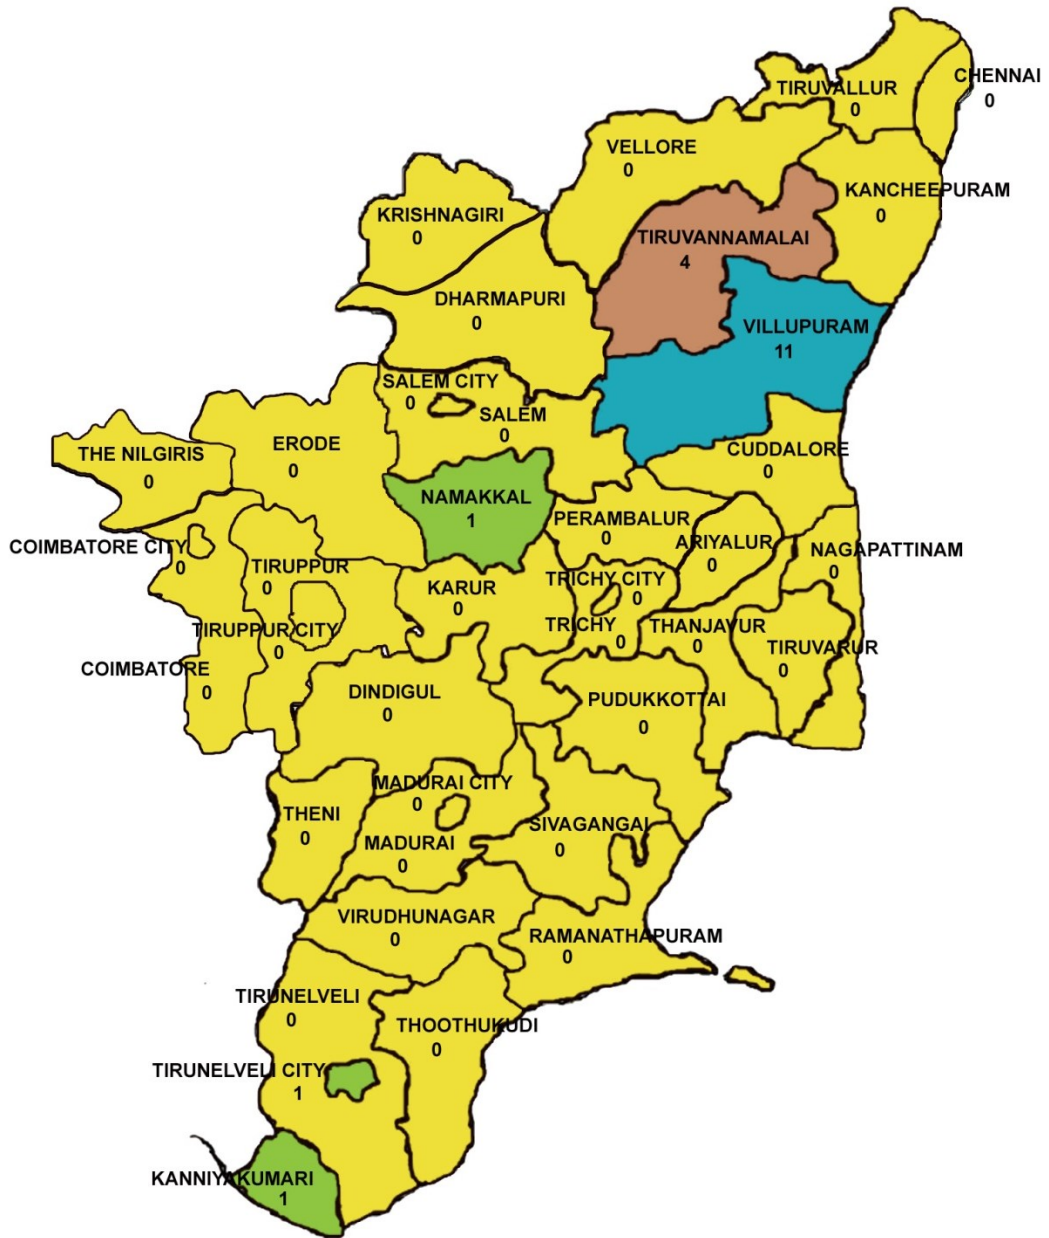 CHENNAI
0
TIRUVALLUR
0
VELLORE
0
KANCHEEPURAM
0
KRISHNAGIRI
0
TIRUVANNAMALAI
4
DHARMAPURI
0
VILLUPURAM
11
SALEM CITY
0
SALEM
0
ERODE
0
THE NILGIRIS
0
CUDDALORE
0
NAMAKKAL
1
PERAMBALUR
0
ARIYALUR
0
NAGAPATTINAM
0
COIMBATORE CITY
0
TIRUPPUR
0
KARUR
0
TRICHY CITY
0
TRICHY
0
THANJAVUR
0
TIRUVARUR
0
TIRUPPUR CITY
0
COIMBATORE
0
DINDIGUL
0
PUDUKKOTTAI
0
MADURAI CITY
0
THENI
0
MADURAI
0
SIVAGANGAI
0
VIRUDHUNAGAR
0
RAMANATHAPURAM
0
TIRUNELVELI
0
THOOTHUKUDI
0
TIRUNELVELI CITY
1
KANNIYAKUMARI
1